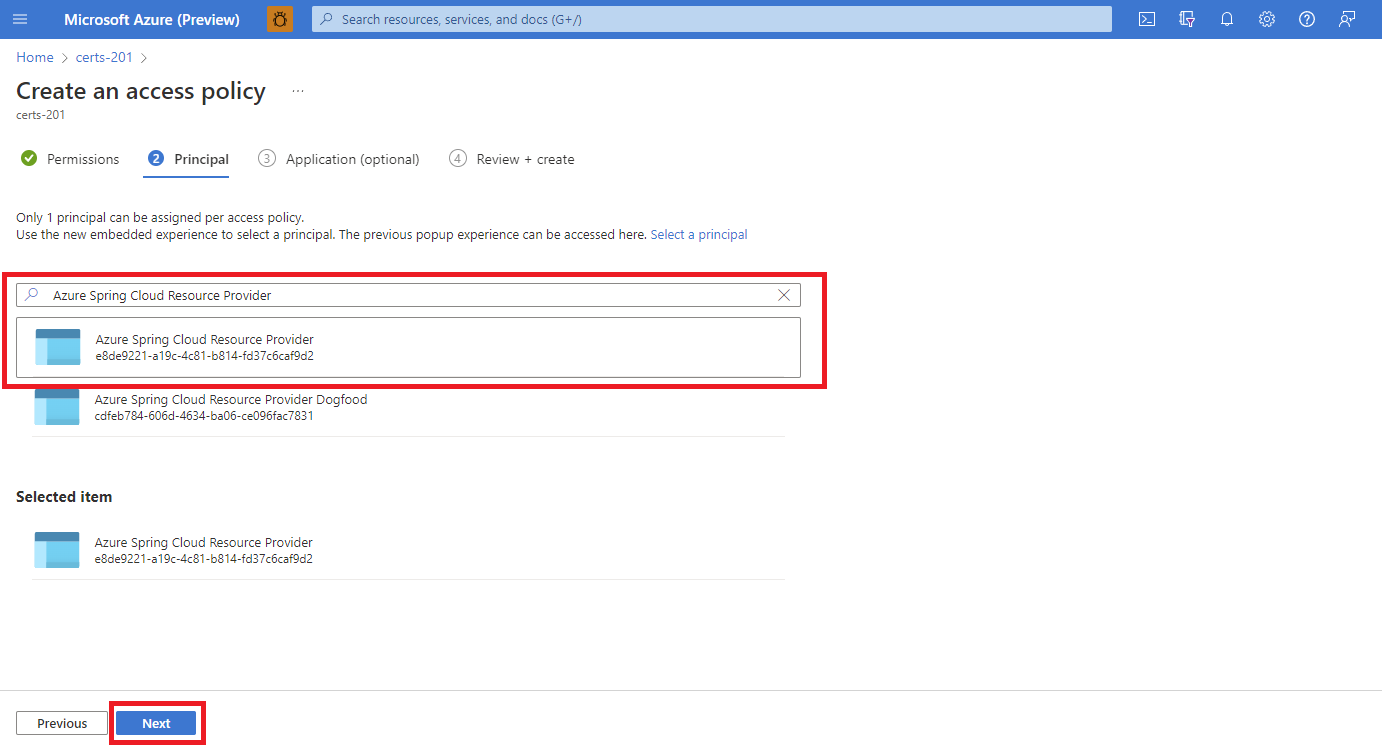 Microsoft Azure (Preview)
Search resources, services, and docs (G+/)
Home > certs-201 >
Create an access policy ...
certs-201
Permissions
2 Principal
3 Application (optional)
4 Review + create
Only 1 principal can be assigned per access policy.
Use the new embedded experience to select a principal. The previous popup experience can be accessed here. Select a principal
Azure Spring Cloud Resource Provider
Azure Spring Cloud Resource Provider
e8de9221-a19c-4c81-b814-fd37c6caf9d2
Azure Spring Cloud Resource Provider Dogfood
cdfeb784-606d-4634-ba06-ce096fac7831
Selected item
Azure Spring Cloud Resource Provider
e8de9221-a19c-4c81-b814-fd37c6caf9d2
Previous
Next